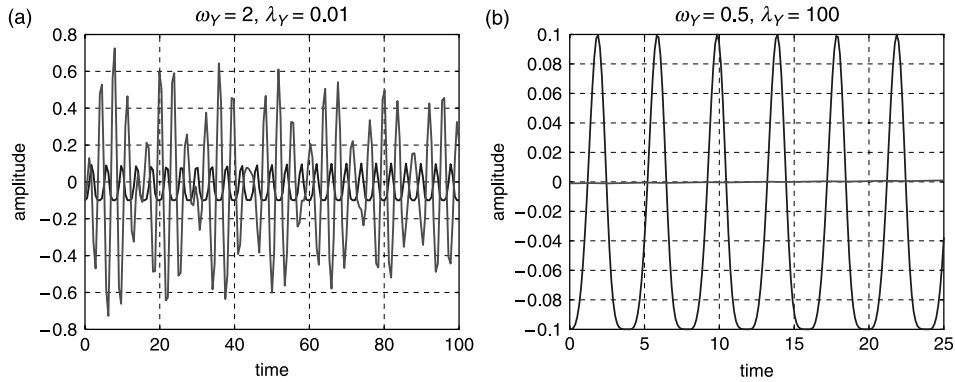 (a)
ω_Y = 2, λ_Y = 0.01
0.8
0.6
0.4
0.2
0
−0.2
−0.4
−0.6
−0.8
amplitude
0 20 40 60 80 100
time
(b)
ω_Y = 0.5, λ_Y = 100
0.1
0.08
0.06
0.04
0.02
0
−0.02
−0.04
−0.06
−0.08
−0.1
amplitude
0 5 10 15 20 25
time